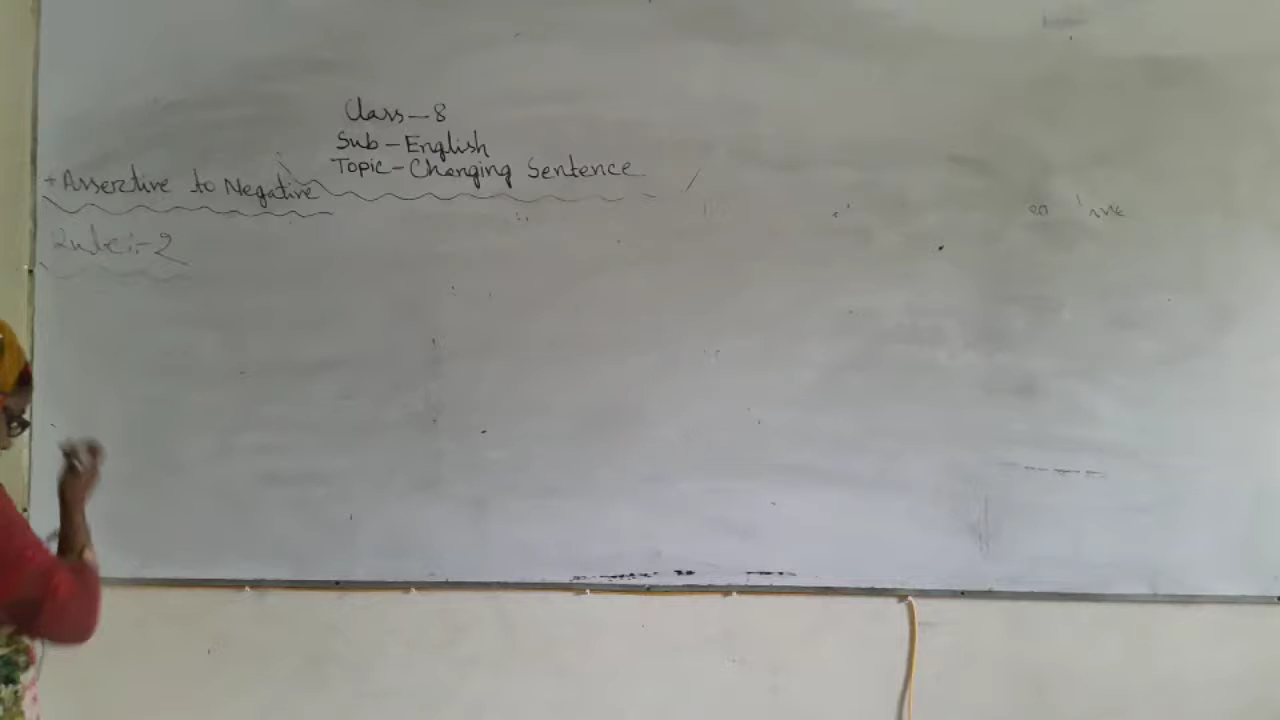 Class - 8
Sub - English
Topic - Changing Sentence
+ Assertive to Negative
Rule:- 2